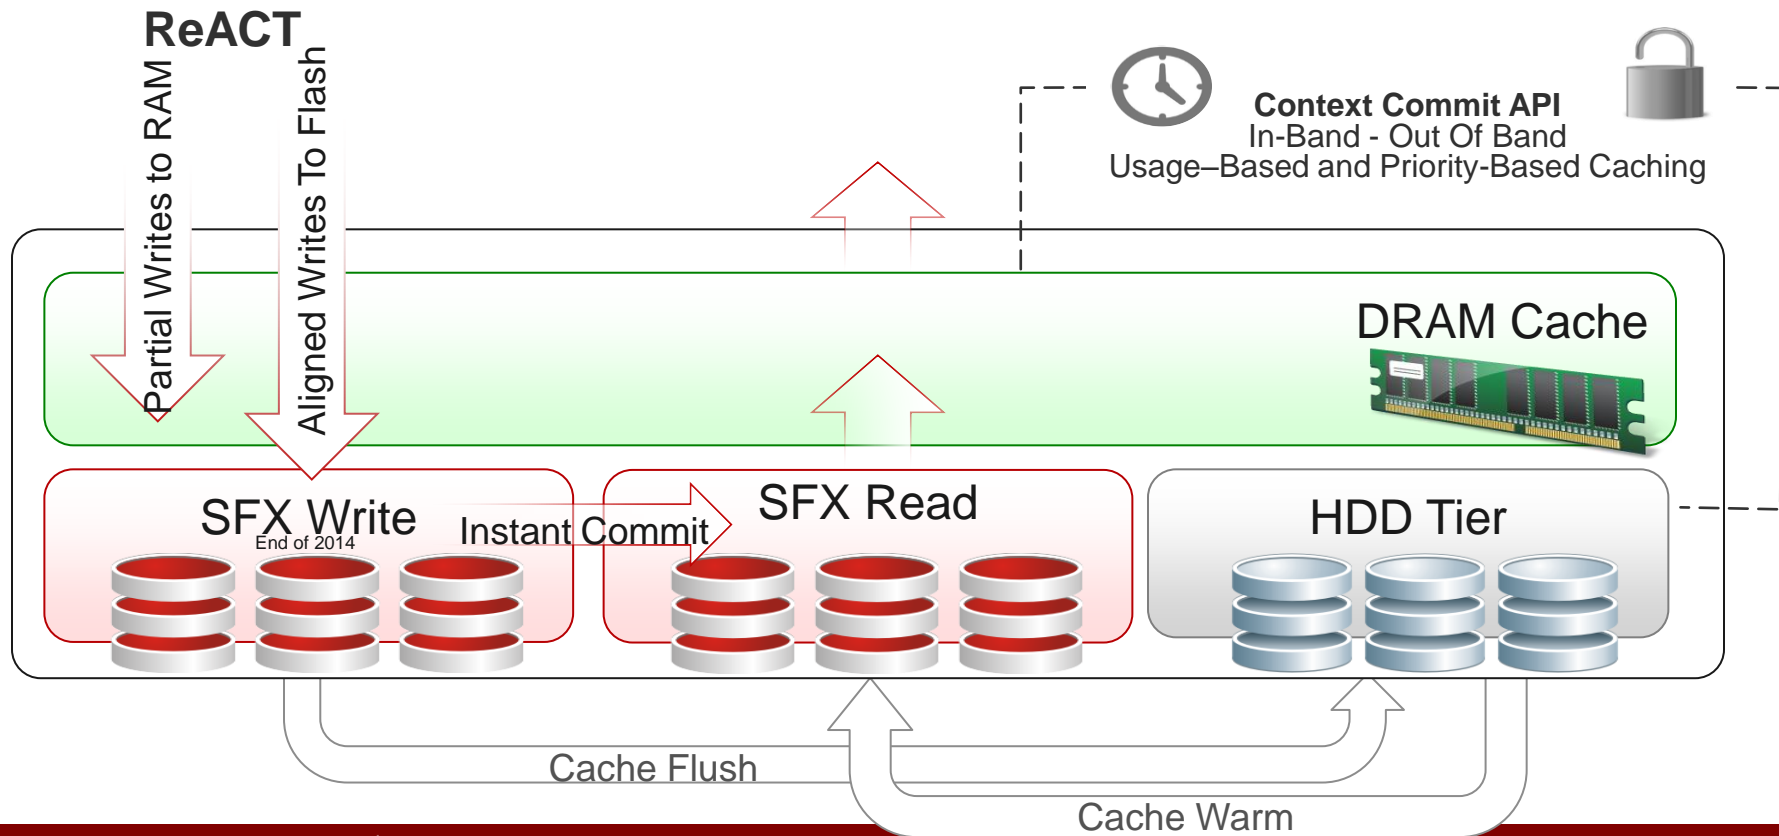 ReACT
Partial Writes to RAM
Aligned Writes To Flash
Context Commit API
In-Band - Out Of Band
Usage–Based and Priority-Based Caching
DRAM Cache
SFX Write
End of 2014
Instant Commit
SFX Read
HDD Tier
Cache Flush
Cache Warm